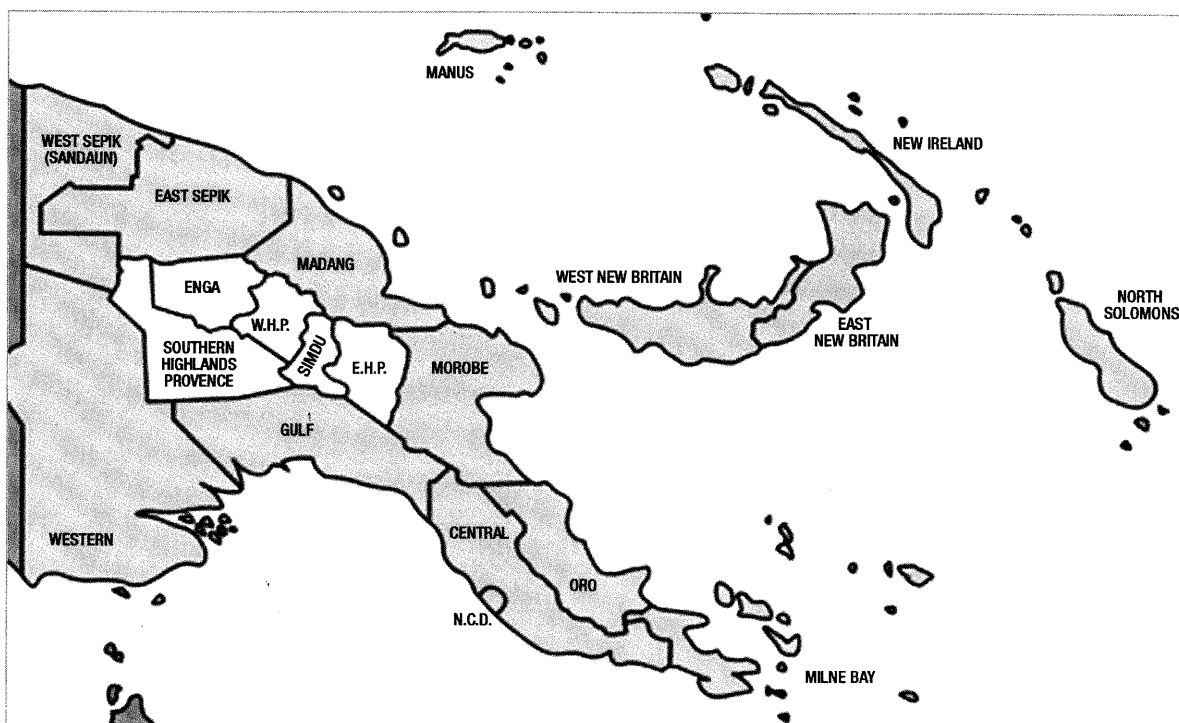 MANUS
WEST SEPIK
(SANDAUN)
NEW IRELAND
EAST SEPIK
MADANG
WEST NEW BRITAIN
ENGA
NORTH
SOLOMONS
W.H.P.
EAST
NEW BRITAIN
SOUTHERN
HIGHLANDS
PROVENCE
SIMDU
E.H.P.
MOROBE
GULF
WESTERN
CENTRAL
ORO
N.C.D.
MILNE BAY